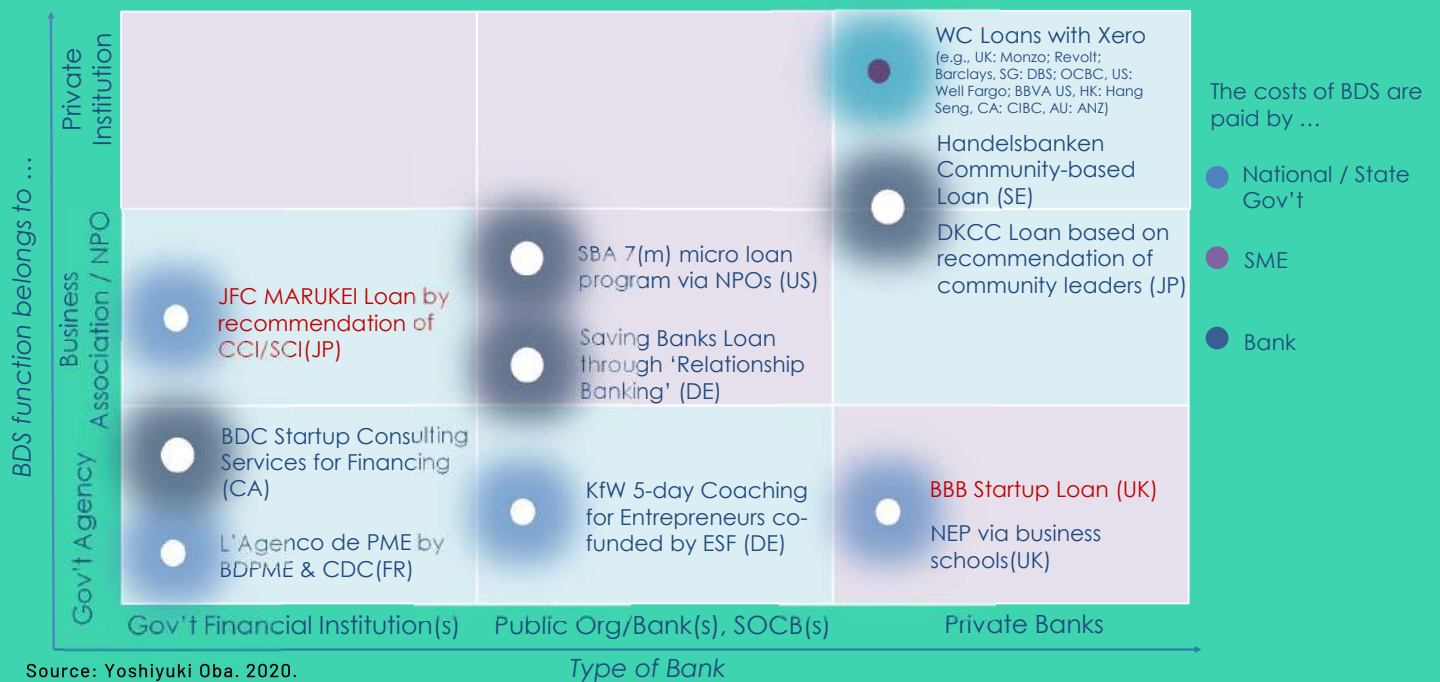 BDS function belongs to …
Private
Institution
Business
Association / NPO
Gov't Agency
WC Loans with Xero
(e.g., UK: Monzo; Revolt;
Barclays, SG: DBS; OCBC, US:
Well Fargo; BBVA US, HK: Hang
Seng, CA: CIBC, AU: ANZ)
Handelsbanken
Community-based
Loan (SE)
DKCC Loan based on
recommendation of
community leaders (JP)
SBA 7(m) micro loan
program via NPOs (US)
Saving Banks Loan
through ‘Relationship
Banking’ (DE)
JFC MARUKEI Loan by
recommendation of
CCI/SCI(JP)
BDC Startup Consulting
Services for Financing
(CA)
L'Agenco de PME by
BDPME & CDC(FR)
KfW 5-day Coaching
for Entrepreneurs co-
funded by ESF (DE)
BBB Startup Loan (UK)
NEP via business
schools(UK)
Gov't Financial Institution(s)
Public Org/Bank(s), SOCB(s)
Private Banks
Type of Bank
The costs of BDS are
paid by …
National / State
Gov't
SME
Bank
Source: Yoshiyuki Oba. 2020.